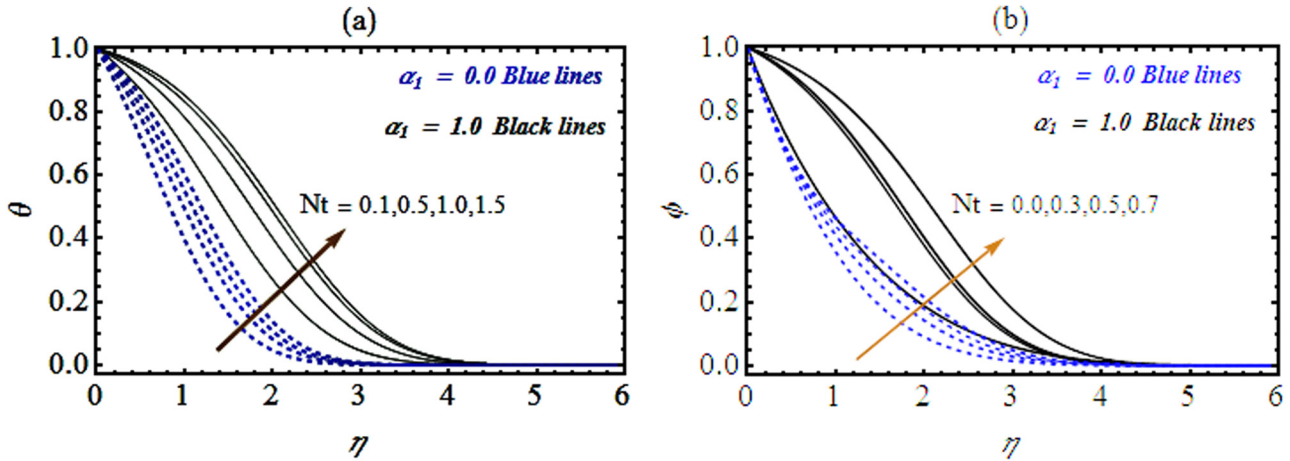 (a)
1.0
0.8
0.6
0.4
0.2
0.0
θ
α₁ = 0.0 Blue lines
α₁ = 1.0 Black lines
Nt = 0.1,0.5,1.0,1.5
0 1 2 3 4 5 6
η
(b)
1.0
0.8
0.6
0.4
0.2
0.0
ϕ
α₁ = 0.0 Blue lines
α₁ = 1.0 Black lines
Nt = 0.0,0.3,0.5,0.7
0 1 2 3 4 5 6
η